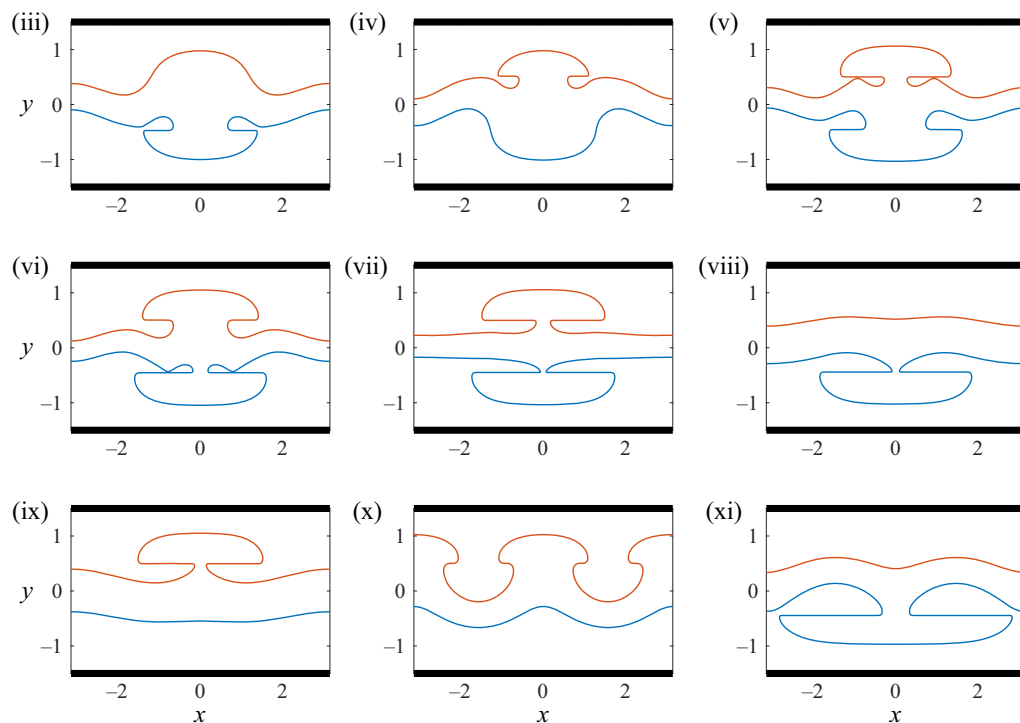 (iii) (iv) (v)
1 1 1
y 0 0 0
–1 –1 –1
–2 0 2 –2 0 2 –2 0 2
(vi) (vii) (viii)
1 1 1
y 0 0 0
–1 –1 –1
–2 0 2 –2 0 2 –2 0 2
(ix) (x) (xi)
1 1 1
y 0 y 0 y 0
–1 –1 –1
–2 0 2 –2 0 2 –2 0 2
x x x